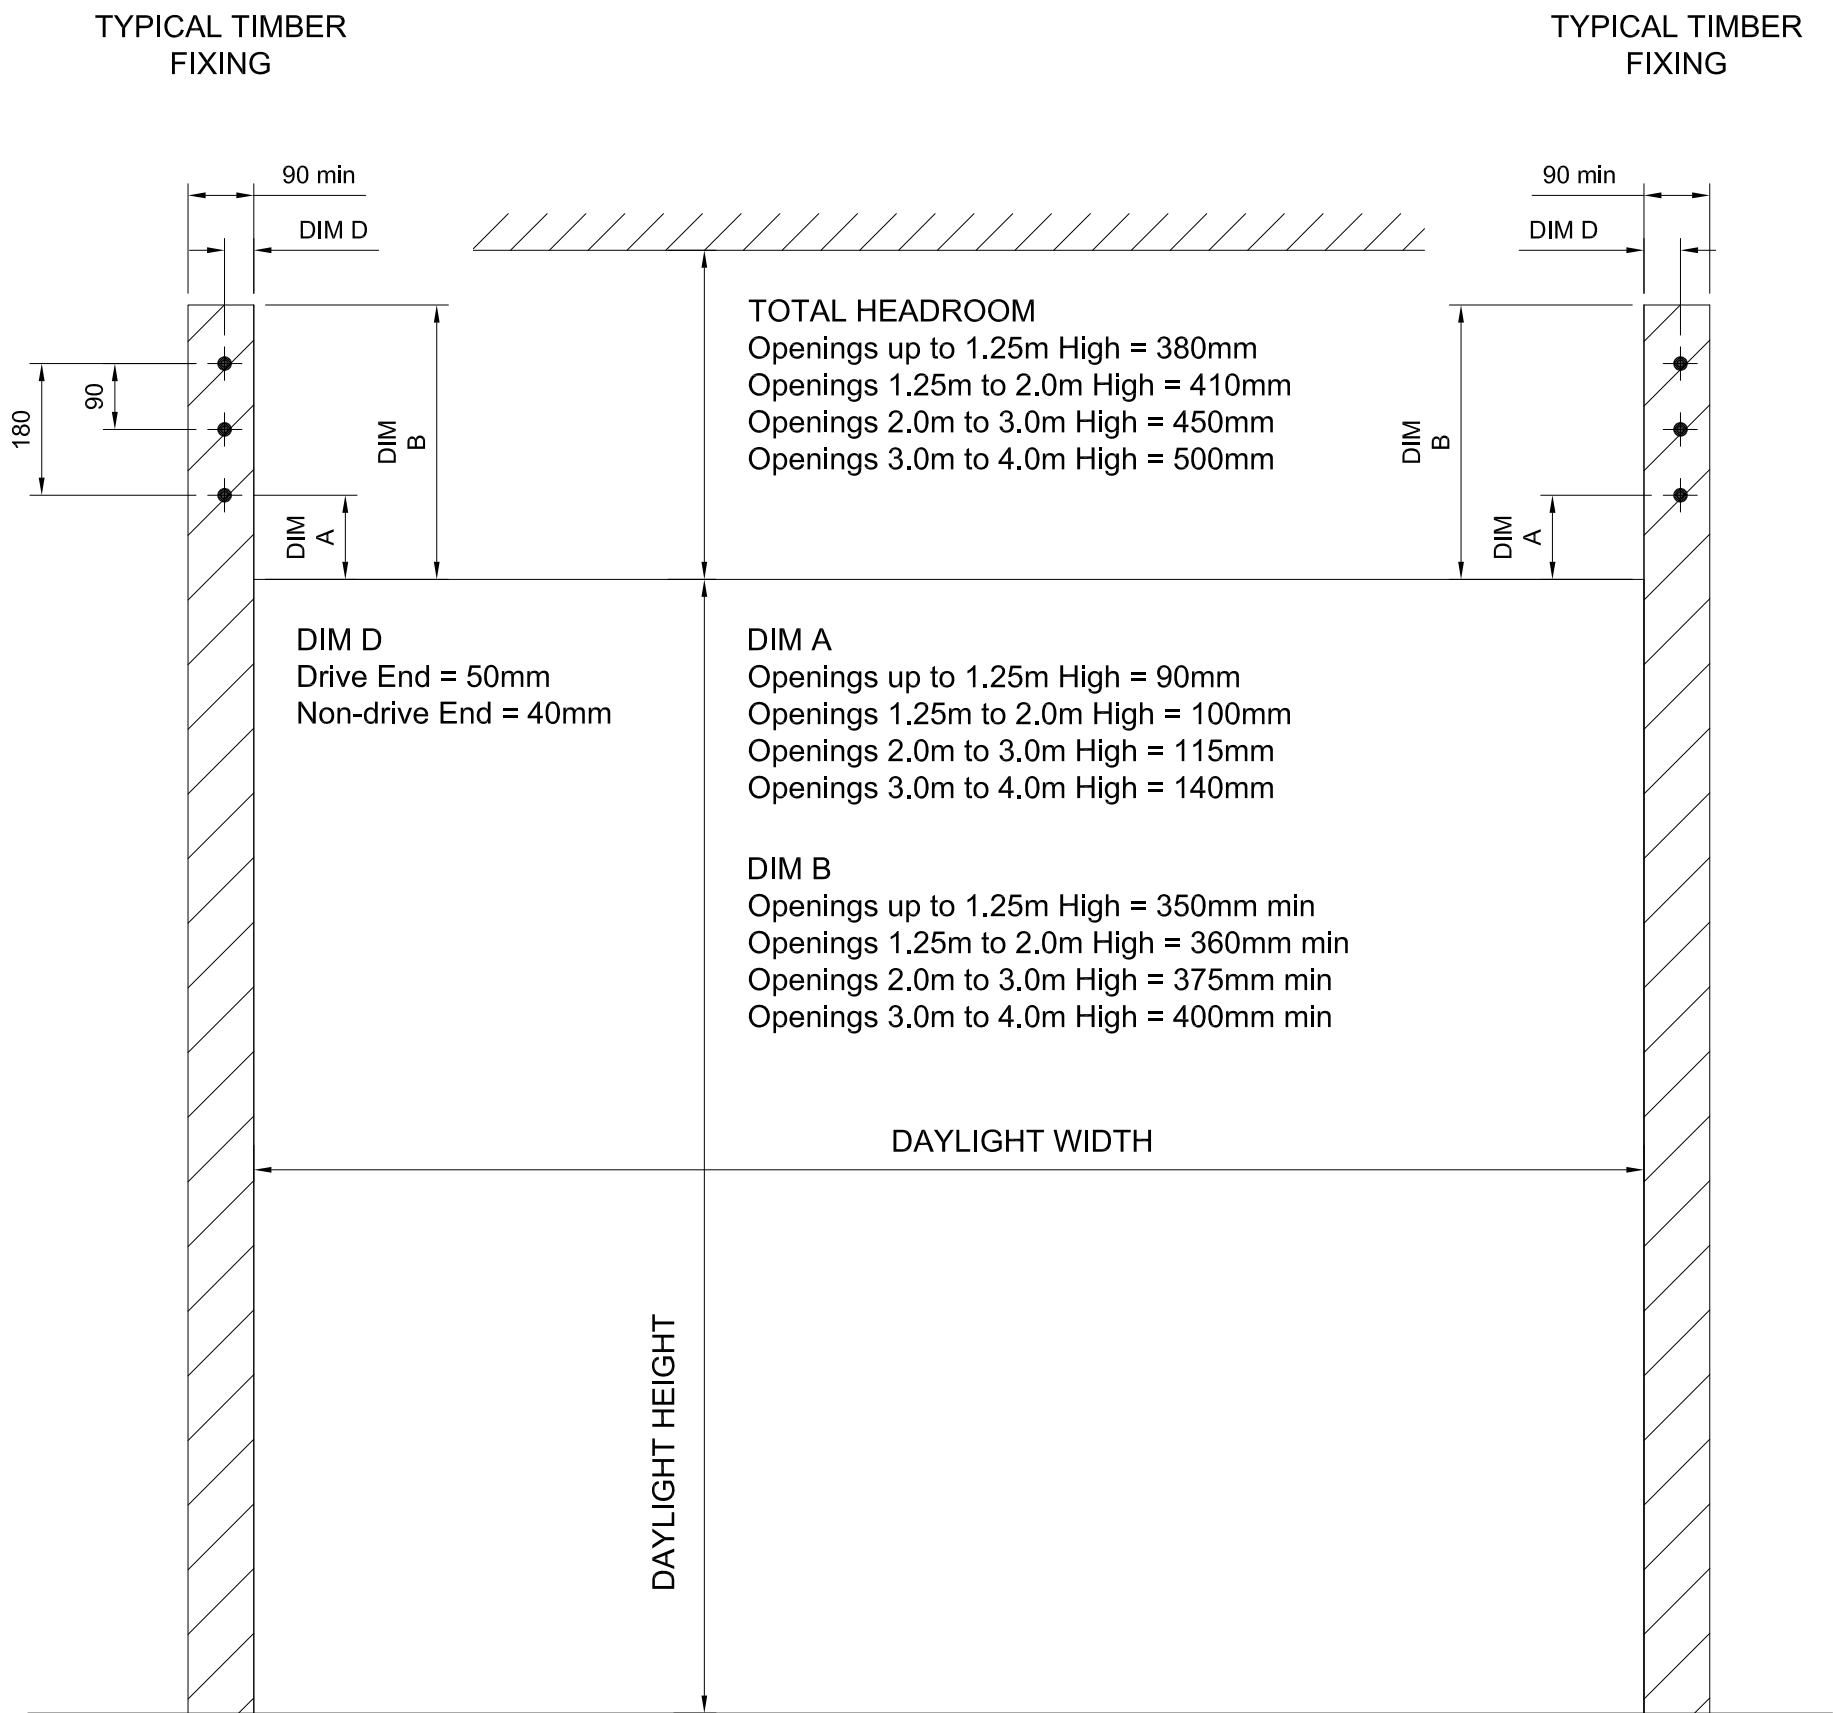 TYPICAL TIMBER
FIXING
TYPICAL TIMBER
FIXING
90 min
90 min
DIM D
DIM D
TOTAL HEADROOM
Openings up to 1.25m High = 380mm
Openings 1.25m to 2.0m High = 410mm
Openings 2.0m to 3.0m High = 450mm
Openings 3.0m to 4.0m High = 500mm
180
90
DIM
B
DIM
A
DIM
B
DIM
A
DIM D
Drive End = 50mm
Non-drive End = 40mm
DIM A
Openings up to 1.25m High = 90mm
Openings 1.25m to 2.0m High = 100mm
Openings 2.0m to 3.0m High = 115mm
Openings 3.0m to 4.0m High = 140mm
DIM B
Openings up to 1.25m High = 350mm min
Openings 1.25m to 2.0m High = 360mm min
Openings 2.0m to 3.0m High = 375mm min
Openings 3.0m to 4.0m High = 400mm min
DAYLIGHT WIDTH
DAYLIGHT HEIGHT